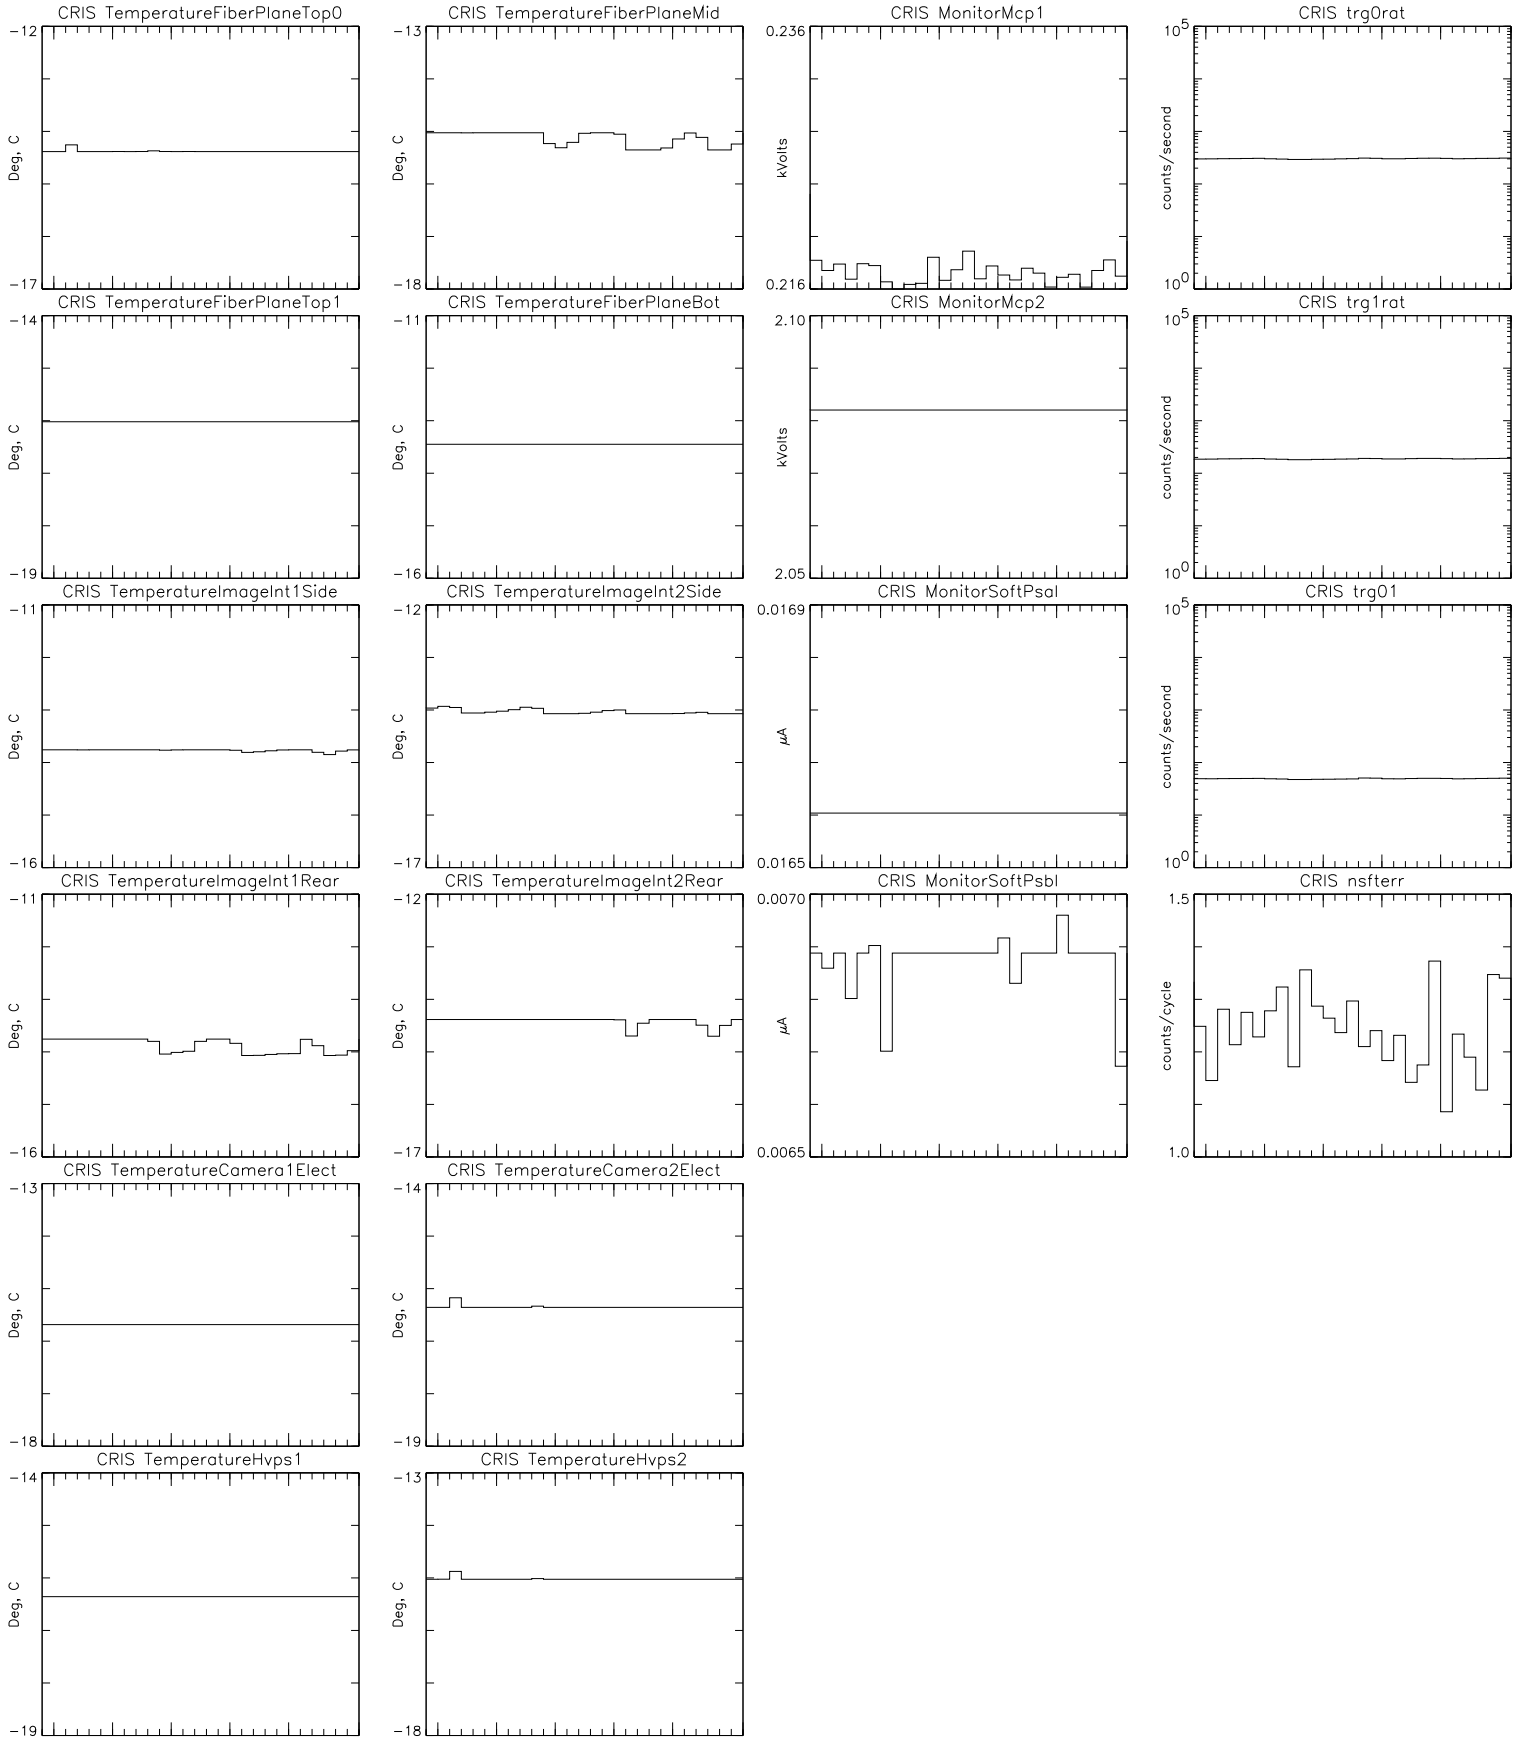 CRIS TemperatureFiberPlaneTop0
-12
Deg, C
-17
CRIS TemperatureFiberPlaneMid
-13
Deg, C
-18
CRIS MonitorMcp1
0.236
kVolts
0.216
CRIS trg0rat
10^5
counts/second
10^0
CRIS TemperatureFiberPlaneTop1
-14
Deg, C
-19
CRIS TemperatureFiberPlaneBot
-11
Deg, C
-16
CRIS MonitorMcp2
2.10
kVolts
2.05
CRIS trg1rat
10^5
counts/second
10^0
CRIS TemperatureImageInt1Side
-11
Deg, C
-16
CRIS TemperatureImageInt2Side
-12
Deg, C
-17
CRIS MonitorSoftPsaI
0.0169
μA
0.0165
CRIS trg01
10^5
counts/second
10^0
CRIS TemperatureImageInt1Rear
-11
Deg, C
-16
CRIS TemperatureImageInt2Rear
-12
Deg, C
-17
CRIS MonitorSoftPsbI
0.0070
μA
0.0065
CRIS nsfterr
1.5
counts/cycle
1.0
CRIS TemperatureCamera1Elect
-13
Deg, C
-18
CRIS TemperatureCamera2Elect
-14
Deg, C
-19
CRIS TemperatureHvps1
-14
Deg, C
-19
CRIS TemperatureHvps2
-13
Deg, C
-18